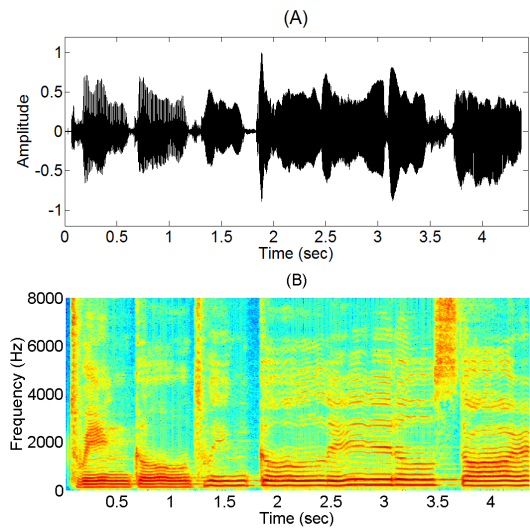 (A)
1
0.5
0
-0.5
-1
Amplitude
0 0.5 1 1.5 2 2.5 3 3.5 4
Time (sec)
(B)
8000
6000
4000
2000
0
Frequency (Hz)
0.5 1 1.5 2 2.5 3 3.5 4
Time (sec)